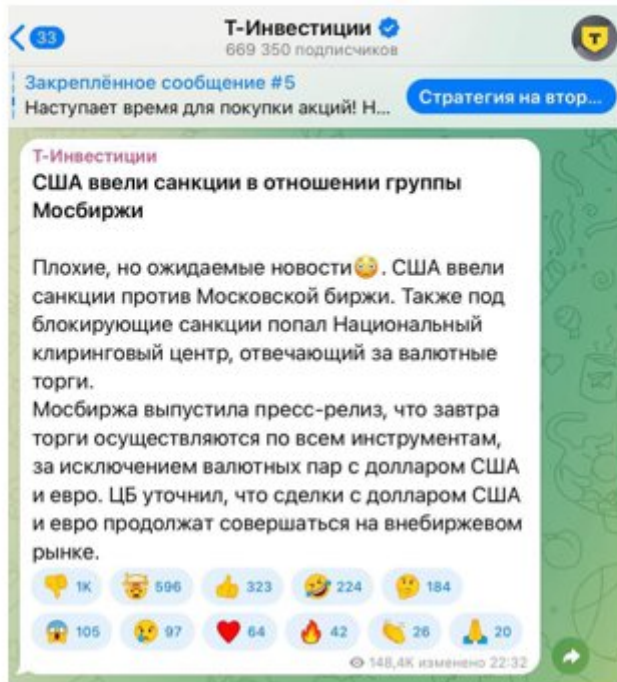 33
Т-Инвестиции
669 350 подписчиков
Т
Закреплённое сообщение #5
Наступает время для покупки акций! Н...
Стратегия на втор...
Т-Инвестиции
США ввели санкции в отношении группы
Мосбиржи
Плохие, но ожидаемые новости😳. США ввели
санкции против Московской биржи. Также под
блокирующие санкции попал Национальный
клиринговый центр, отвечающий за валютные
торги.
Мосбиржа выпустила пресс-релиз, что завтра
торги осуществляются по всем инструментам,
за исключением валютных пар с долларом США
и евро. ЦБ уточнил, что сделки с долларом США
и евро продолжат совершаться на внебиржевом
рынке.
👎 1K 🤯 596 👍 323 🤣 224 🤔 184
😱 105 😢 97 ❤ 64 🔥 42 👏 26 🙏 20
148,4K изменено 22:32